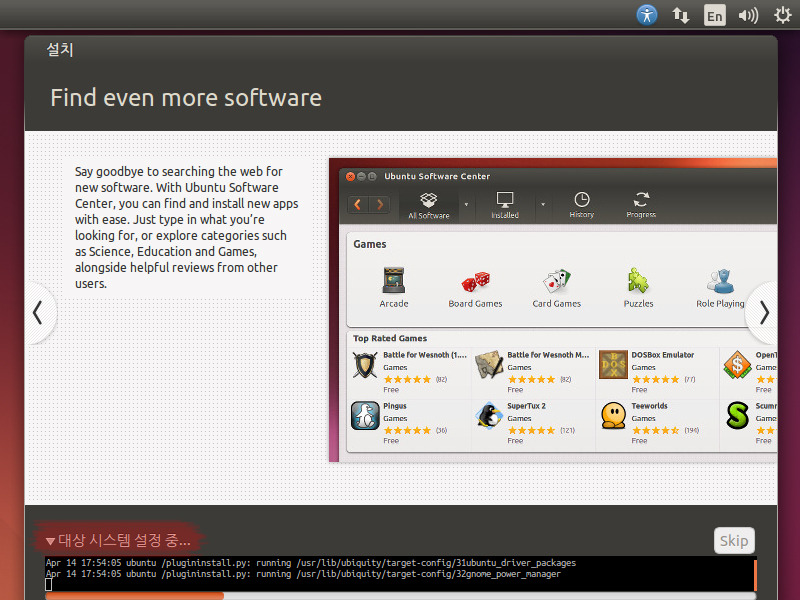 En
설치
Find even more software
Say goodbye to searching the web for
new software. With Ubuntu Software
Center, you can find and install new apps
with ease. Just type in what you're
looking for, or explore categories such
as Science, Education and Games,
alongside helpful reviews from other
users.
Ubuntu Software Center
All Software
Installed
History
Progress
Games
Arcade
Board Games
Card Games
Puzzles
Role Playing
Top Rated Games
Battle for Wesnoth (1....
Games
(82)
Free
Battle for Wesnoth M...
Games
(82)
Free
DOS
BOX
DOSBox Emulator
Games
(77)
Free
OpenT
Games
Free
Pingus
Games
(36)
Free
SuperTux 2
Games
(121)
Free
Teeworlds
Games
(194)
Free
S
Scumm
Games
Free
대상 시스템 설정 중...
Skip
Apr 14 17:54:05 ubuntu /plugininstall.py: running /usr/lib/ubiquity/target-config/31ubuntu_driver_packages
Apr 14 17:54:05 ubuntu /plugininstall.py: running /usr/lib/ubiquity/target-config/32gnome_power_manager